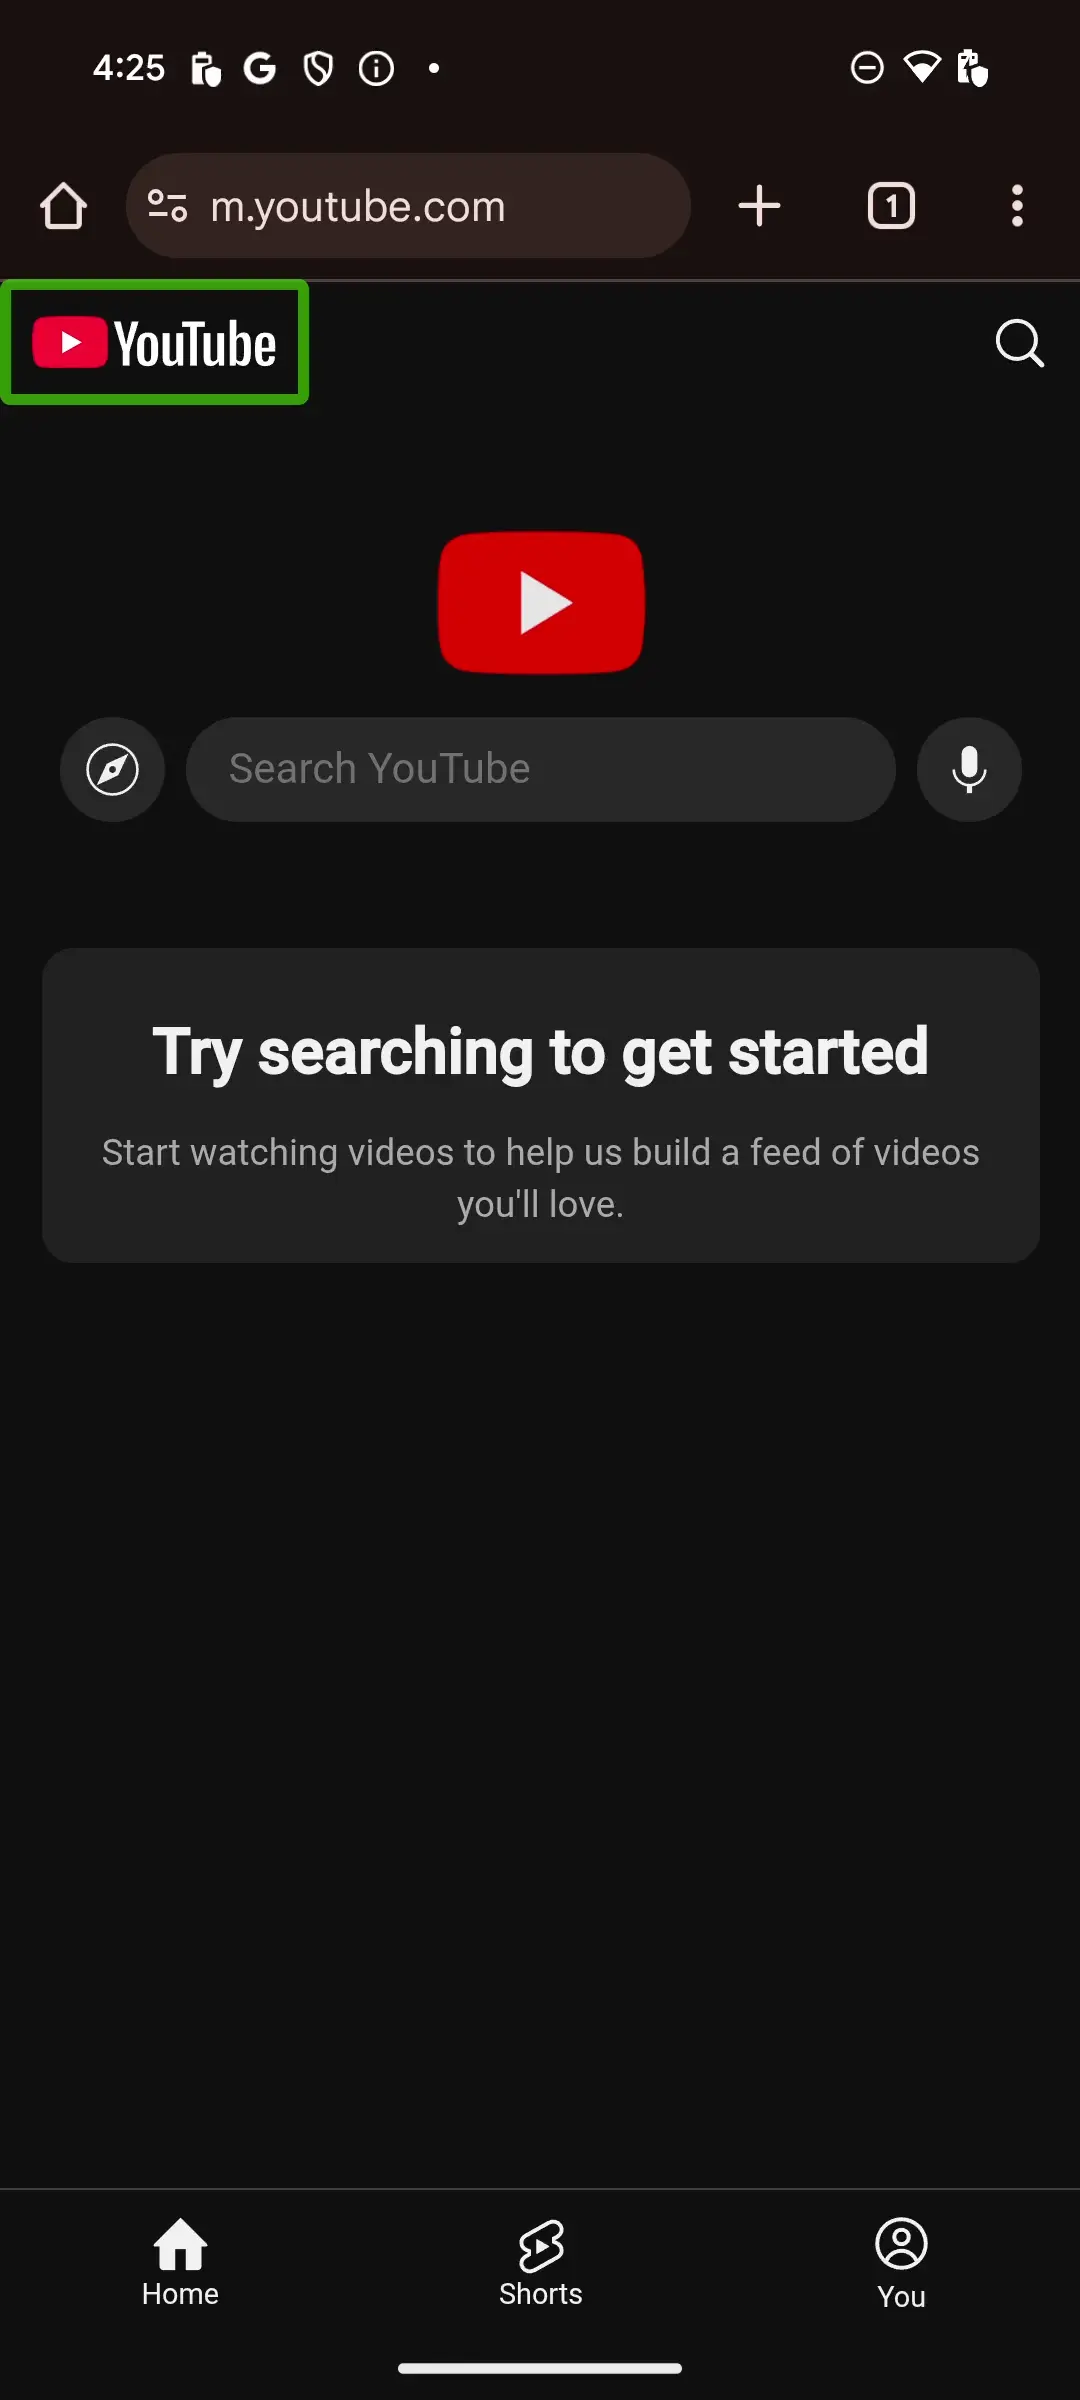 4:25
m.youtube.com
1
YouTube
Search YouTube
Try searching to get started
Start watching videos to help us build a feed of videos
you'll love.
Home
Shorts
You